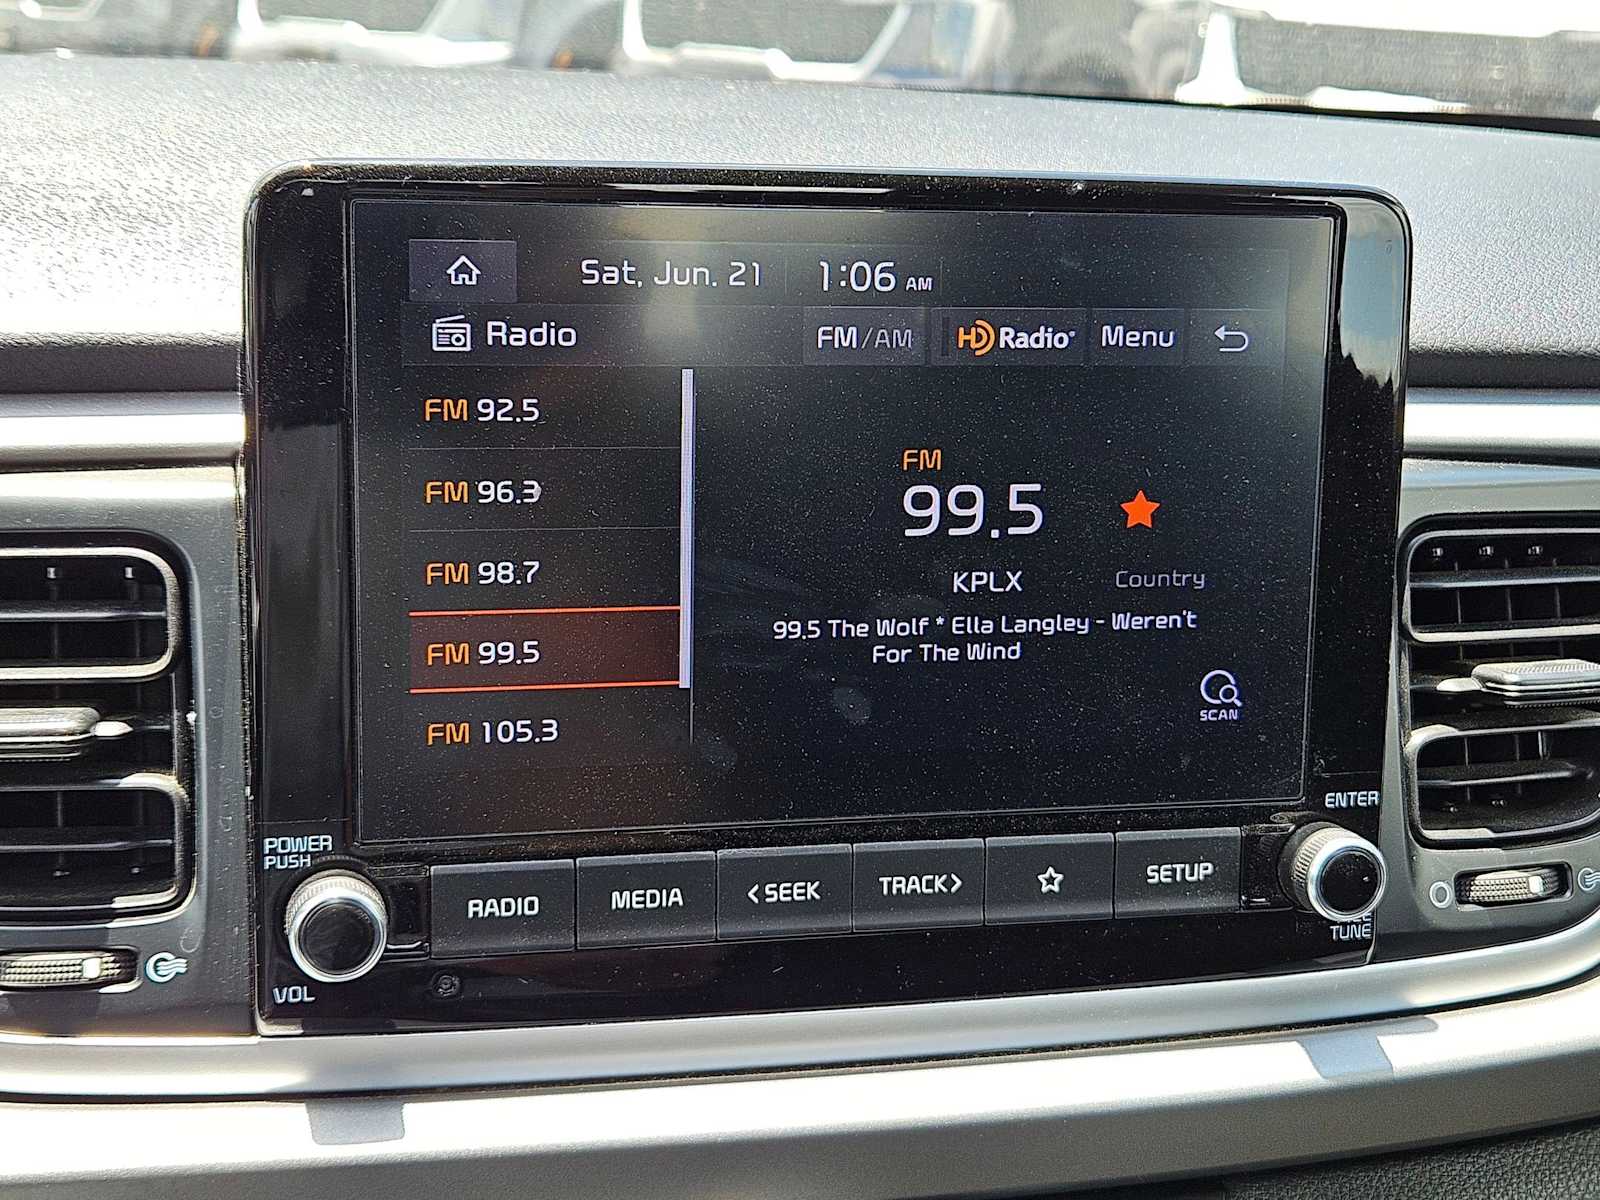 Sat, Jun. 21 1:06 AM
Radio FM/AM HD Radio® Menu
FM 92.5
FM 96.3
FM 98.7
FM 99.5
FM 105.3
FM
99.5
KPLX Country
99.5 The Wolf * Ella Langley - Weren't
For The Wind
SCAN
ENTER
POWER
PUSH
RADIO MEDIA <SEEK TRACK> SETUP
TUNE
VOL